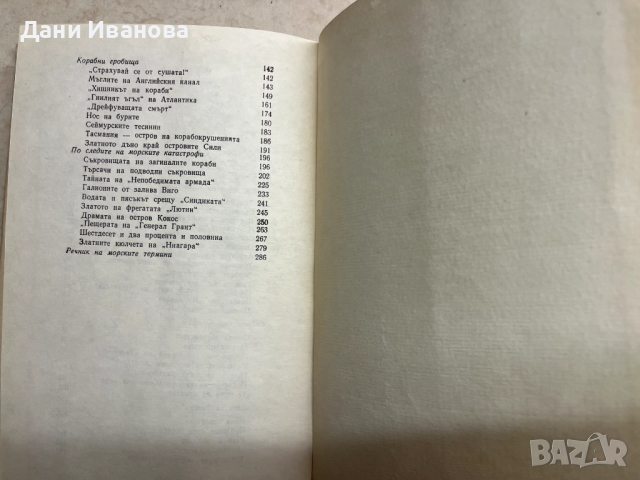 Дани Иванова
Корабни гробища 142
„Страхувай се от сушата!“ 142
Мъглите на Английския канал 143
„Хищникът на кораби“ 149
„Гнилият ъгъл“ на Атлантика 161
„Дрейфуващата смърт“ 174
Нос на бурите 180
Сеймурските теснини 183
Тасмания — остров на корабокрушенията 186
Златното дъно край островите Сили 191
По следите на морските катастрофи 196
Съкровищата на загиналите кораби 196
Търсачи на подводни съкровища 202
Тайната на „Непобедимата армада“ 225
Галионите от залива Виго 233
Водата и пясъкът срещу „Синдиката“ 241
Златото на фрегатата „Лютин“ 245
Драмата на остров Кокос 250
„Пещерата на „Генерал Грант“ 263
Шестдесет и два процента и половина 267
Златните кюлчета на „Ниагара“ 279
Речник на морските термини 286
BAZAR